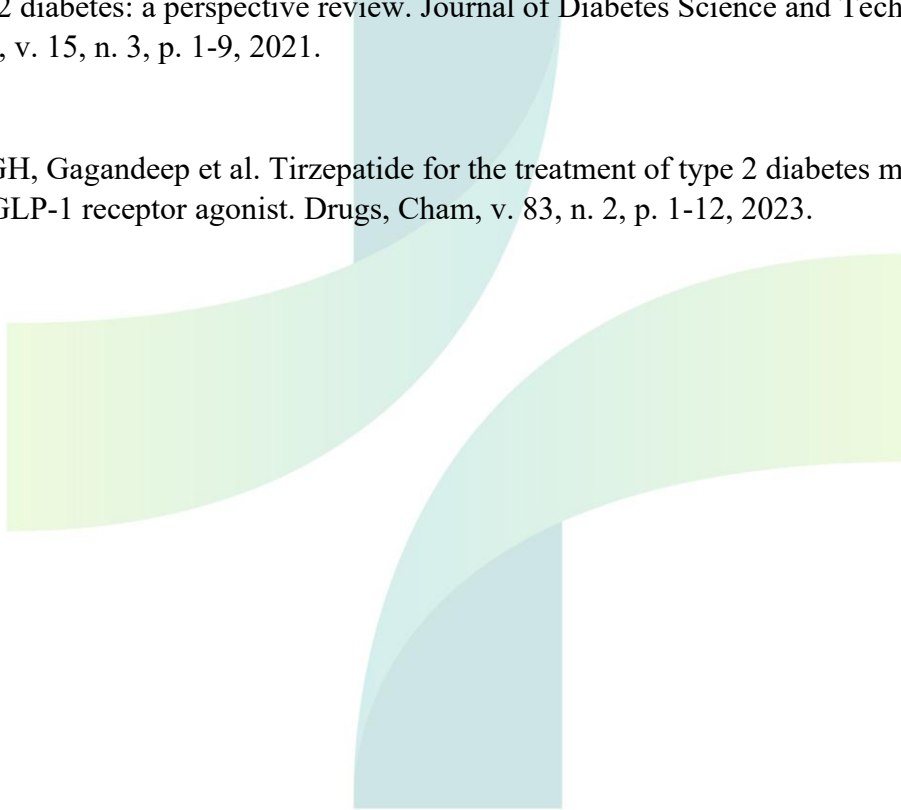 2 diabetes: a perspective review. Journal of Diabetes Science and Tech
, v. 15, n. 3, p. 1-9, 2021.
GH, Gagandeep et al. Tirzepatide for the treatment of type 2 diabetes m
GLP-1 receptor agonist. Drugs, Cham, v. 83, n. 2, p. 1-12, 2023.